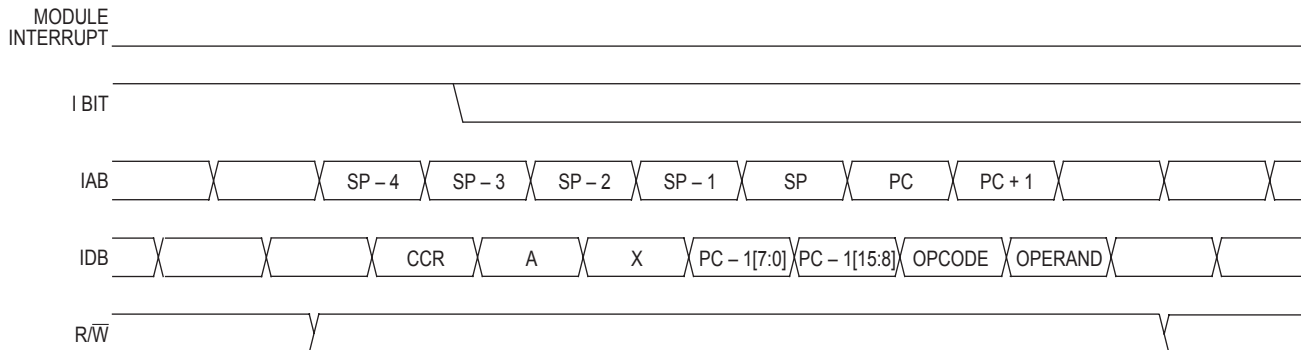 MODULE
INTERRUPT
I BIT
IAB SP – 4 SP – 3 SP – 2 SP – 1 SP PC PC + 1
IDB CCR A X PC – 1[7:0] PC – 1[15:8] OPCODE OPERAND
R/W̅